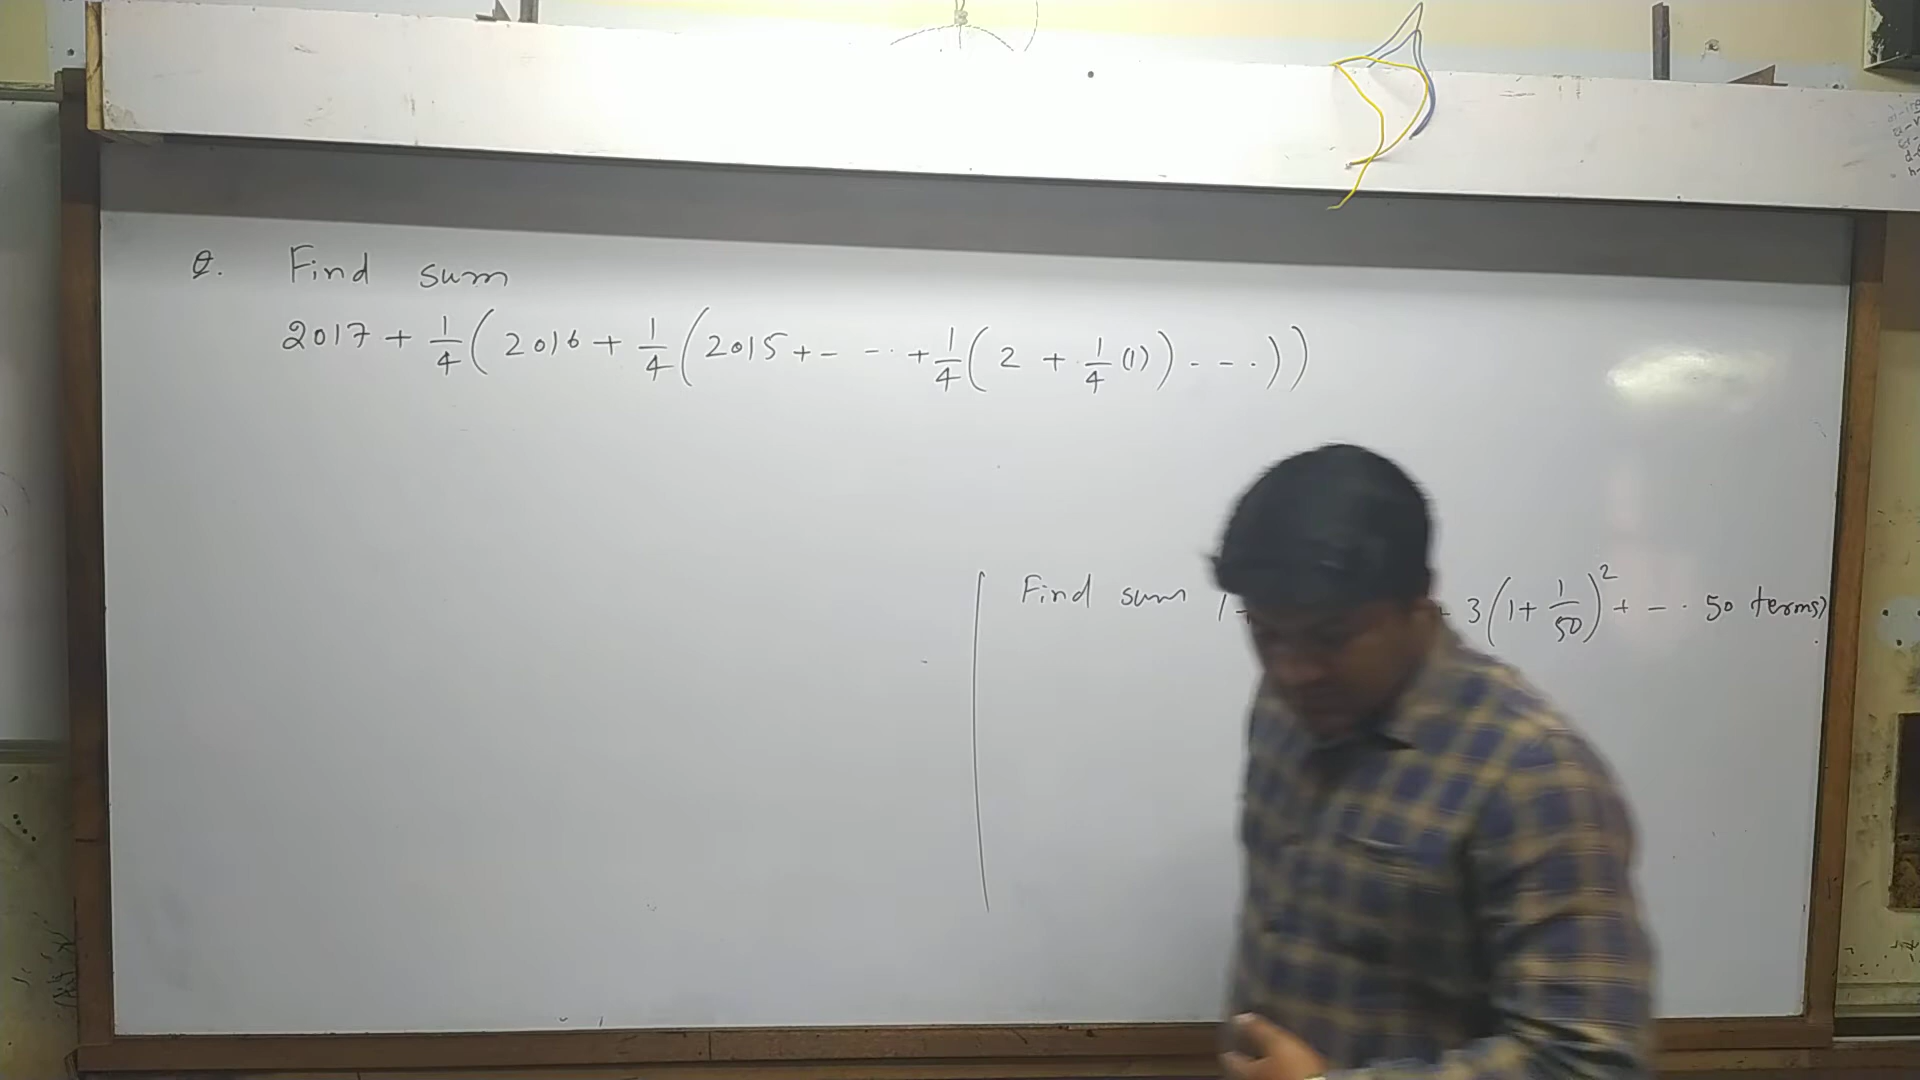 Q. Find sum
2017 + 1/4 ( 2016 + 1/4 ( 2015 + - - · + 1/4 ( 2 + 1/4 (1) ) - - · ) )
Find sum 1 + 3 ( 1 + 1/50 )² + - · 50 terms)